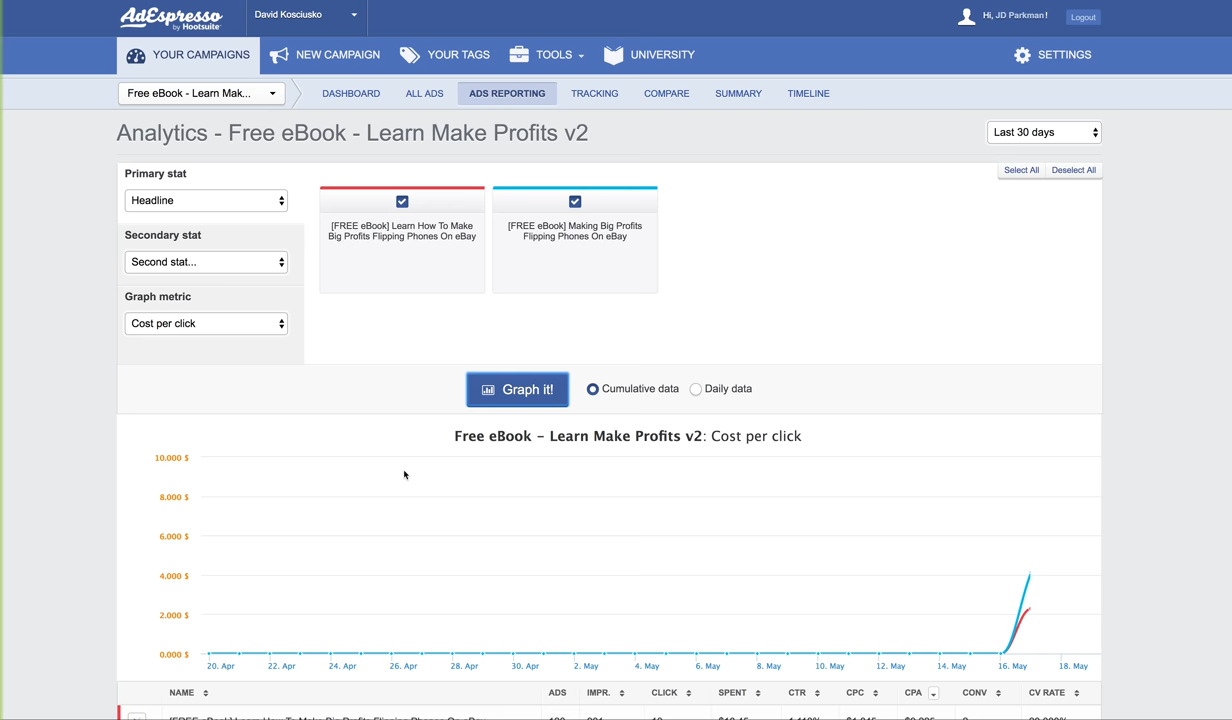 AdEspresso
by Hootsuite
David Kosciusko
Hi, JD Parkman!
Logout
YOUR CAMPAIGNS
NEW CAMPAIGN
YOUR TAGS
TOOLS
UNIVERSITY
SETTINGS
Free eBook - Learn Mak...
DASHBOARD
ALL ADS
ADS REPORTING
TRACKING
COMPARE
SUMMARY
TIMELINE
Analytics - Free eBook - Learn Make Profits v2
Last 30 days
Primary stat
Select All
Deselect All
Headline
[FREE eBook] Learn How To Make
Big Profits Flipping Phones On eBay
[FREE eBook] Making Big Profits
Flipping Phones On eBay
Secondary stat
Second stat...
Graph metric
Cost per click
Graph it!
Cumulative data
Daily data
Free eBook – Learn Make Profits v2: Cost per click
10.000 $
8.000 $
6.000 $
4.000 $
2.000 $
0.000 $
20. Apr
22. Apr
24. Apr
26. Apr
28. Apr
30. Apr
2. May
4. May
6. May
8. May
10. May
12. May
14. May
16. May
18. May
NAME
ADS
IMPR.
CLICK
SPENT
CTR
CPC
CPA
CONV
CV RATE